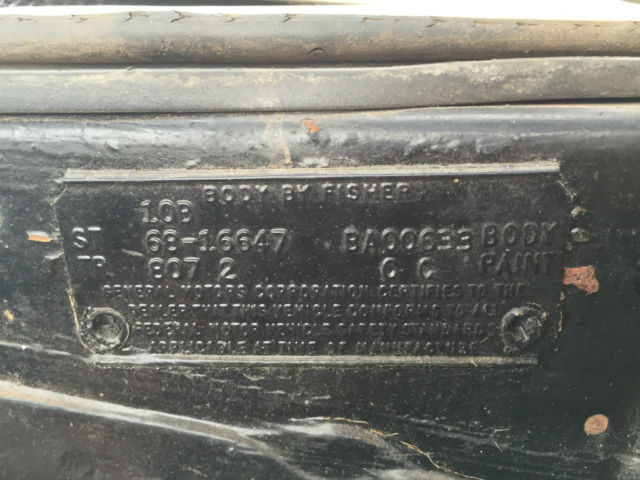 BODY BY FISHER
10B
ST 68-16647 BA00633 BODY
TR 807 2 C C PAINT
GENERAL MOTORS CORPORATION CERTIFIES TO THE
DEALER THAT THIS VEHICLE CONFORMS TO ALL
FEDERAL MOTOR VEHICLE SAFETY STANDARDS
APPLICABLE AT TIME OF MANUFACTURE